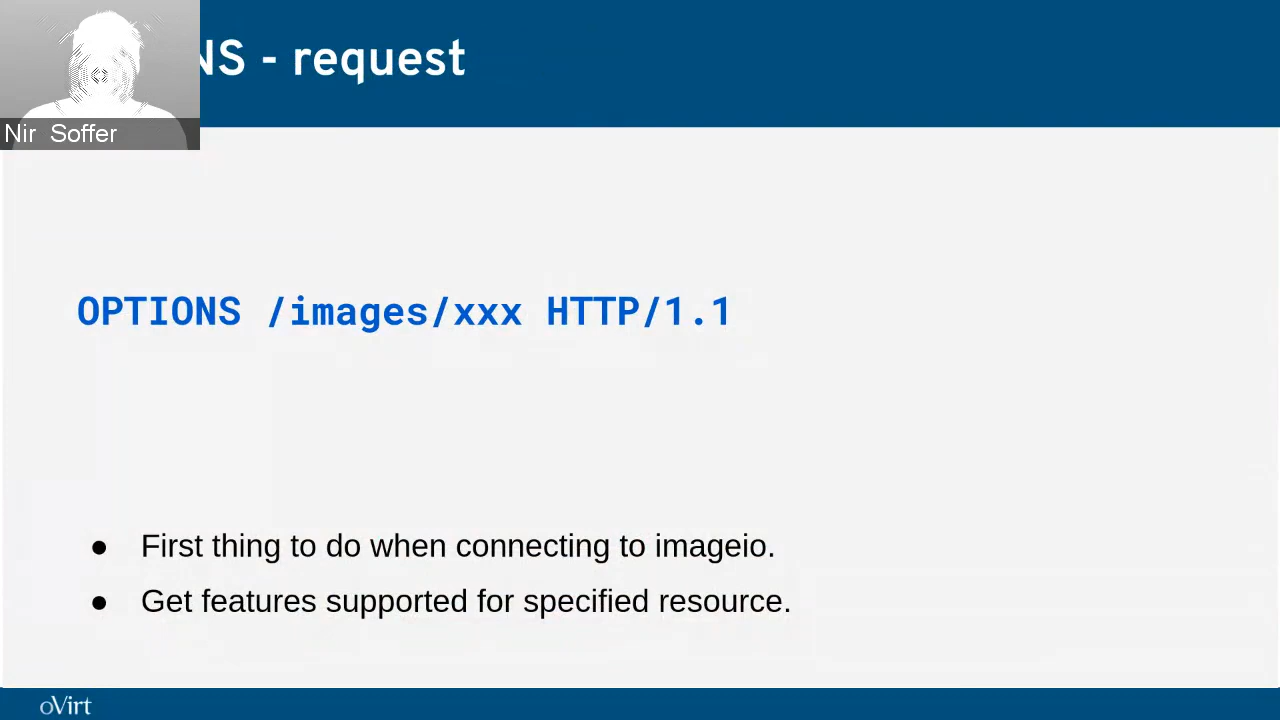 NS - request
Nir Soffer
OPTIONS /images/xxx HTTP/1.1
● First thing to do when connecting to imageio.
● Get features supported for specified resource.
oVirt